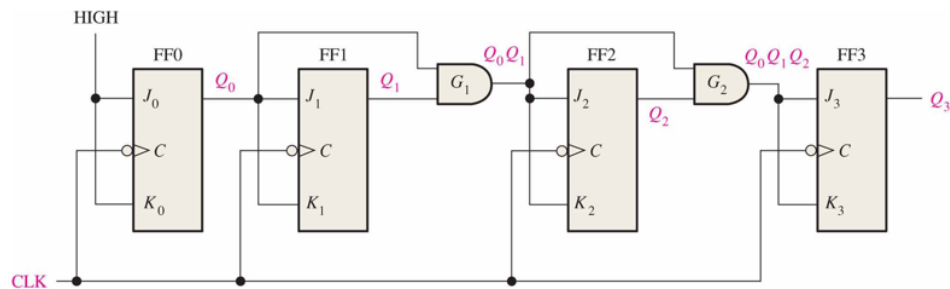 HIGH
FF0 FF1 FF2 FF3
Q₀ Q₁ G₁ Q₀Q₁ Q₂ G₂ Q₀Q₁Q₂ Q₃
J₀ J₁ J₂ J₃
C C C C
K₀ K₁ K₂ K₃
CLK